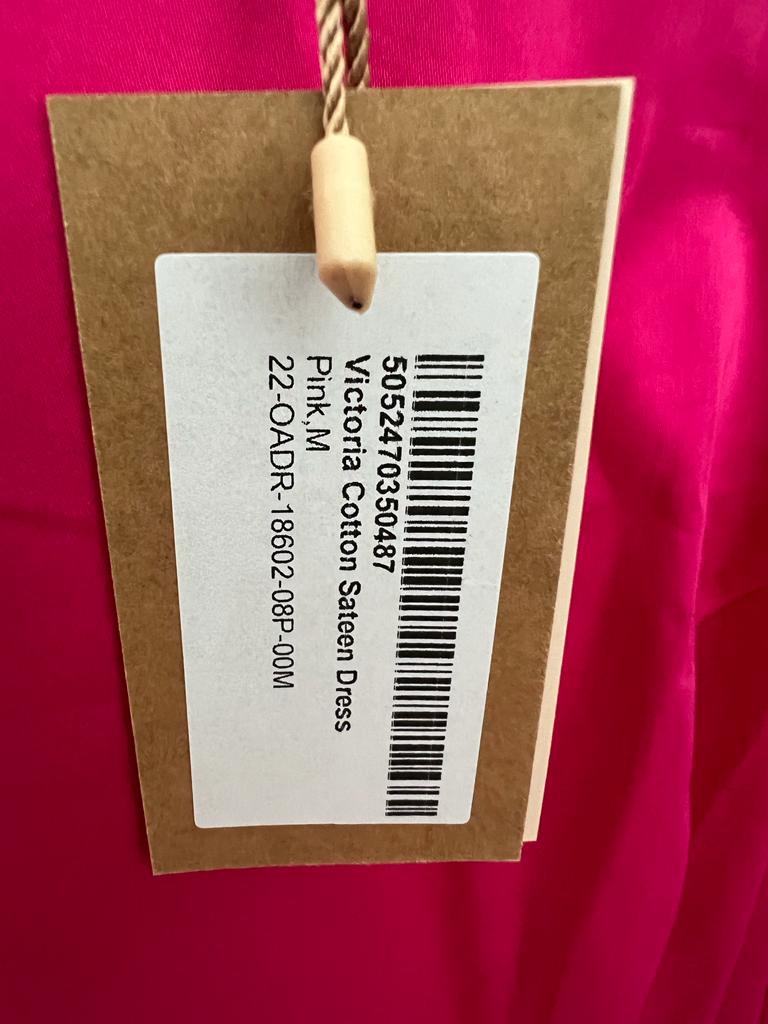 5052470350487
Victoria Cotton Sateen Dress
Pink,M
22-OADR-18602-08P-00M